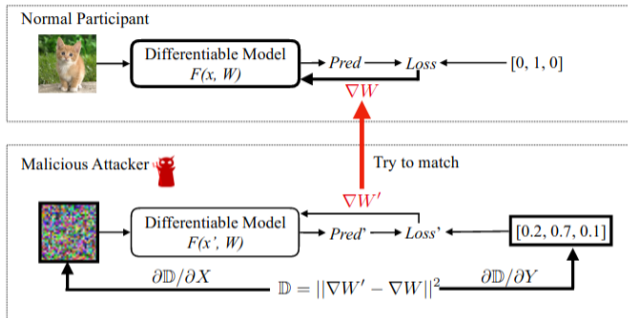 Normal Participant
Differentiable Model
F(x, W)
Pred
Loss
[0, 1, 0]
∇W
Try to match
Malicious Attacker
∇W'
Differentiable Model
F(x', W)
Pred'
Loss'
[0.2, 0.7, 0.1]
∂𝔻/∂X
𝔻 = ||∇W' − ∇W||²
∂𝔻/∂Y